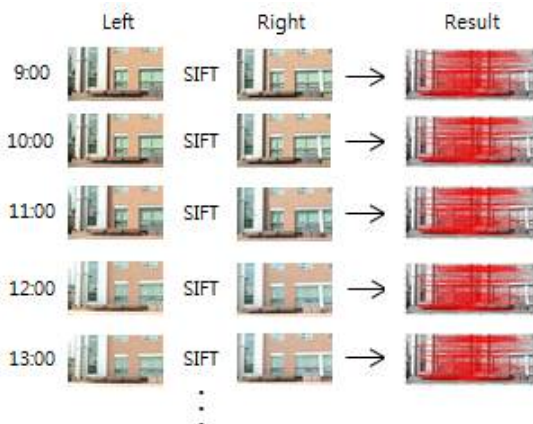 Left Right Result
9:00 SIFT
10:00 SIFT
11:00 SIFT
12:00 SIFT
13:00 SIFT